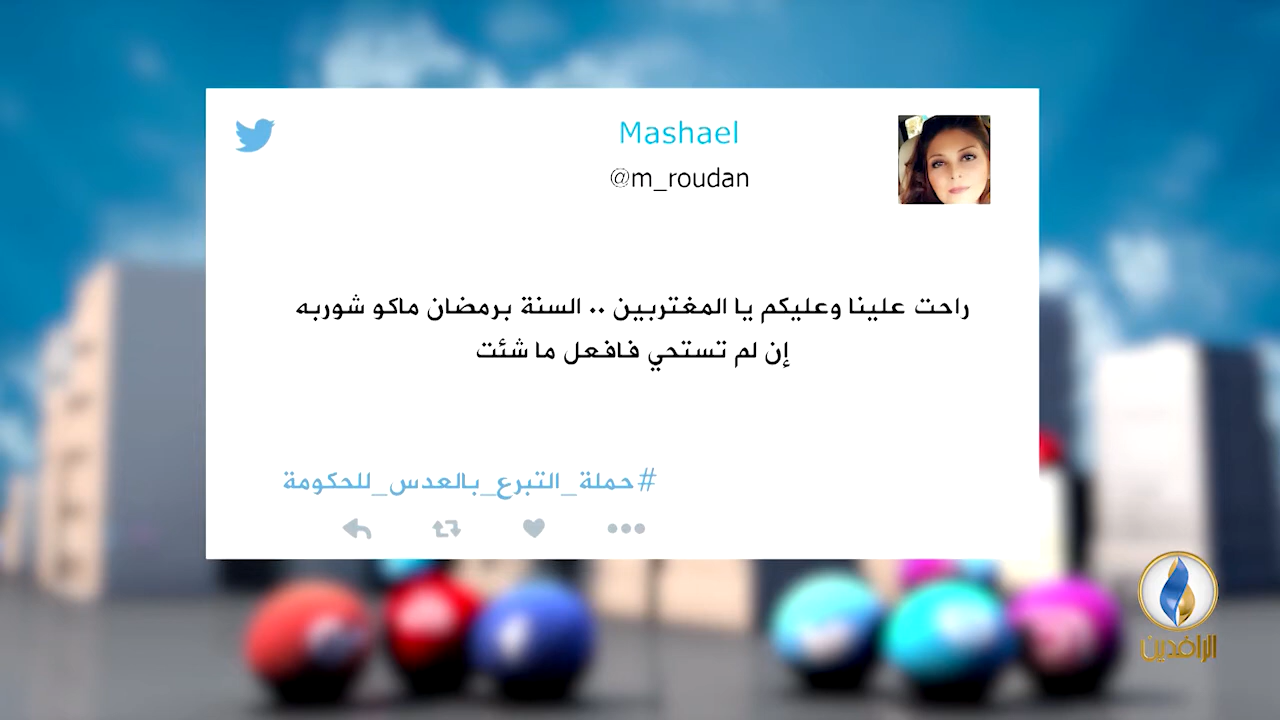 Mashael
@m_roudan
راحت علينا وعليكم يا المغتربين .. السنة برمضان ماكو شوربه
إن لم تستحي فافعل ما شئت
#حملة_التبرع_بالعدس_للحكومة
الرافدين